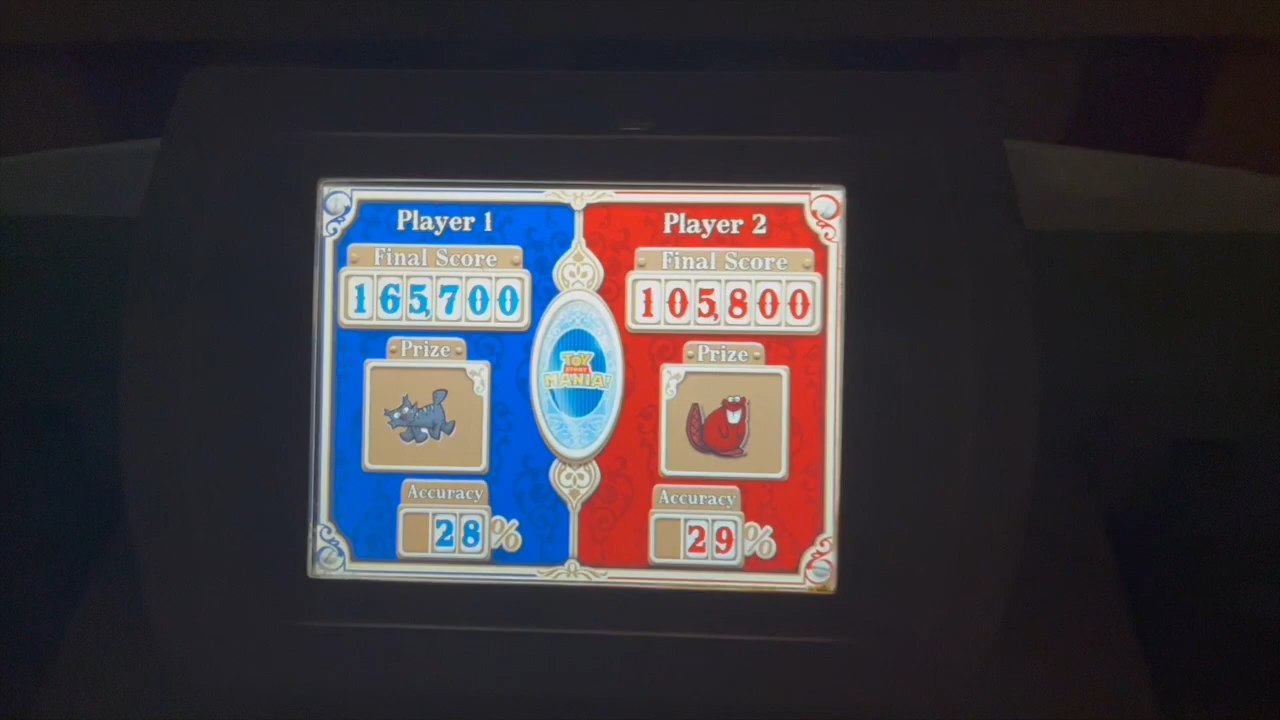 Player 1
Final Score
165,700
Prize
Accuracy
28%
TOY
STORY
MANIA!
Player 2
Final Score
105,800
Prize
Accuracy
29%